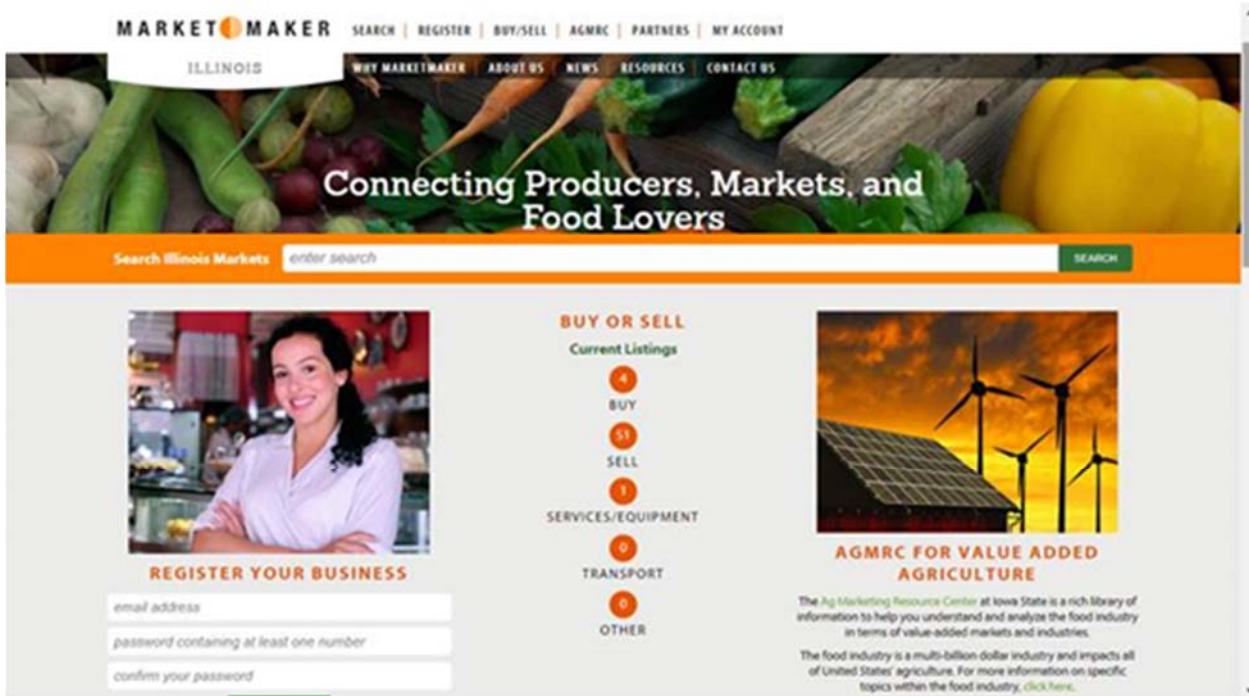 MARKET MAKER
SEARCH | REGISTER | BUY/SELL | AGMRC | PARTNERS | MY ACCOUNT
ILLINOIS
WHY MARKETMAKER | ABOUT US | NEWS | RESOURCES | CONTACT US
Connecting Producers, Markets, and
Food Lovers
Search Illinois Markets
enter search
SEARCH
REGISTER YOUR BUSINESS
email address
password containing at least one number
confirm your password
BUY OR SELL
Current Listings
4
BUY
51
SELL
1
SERVICES/EQUIPMENT
0
TRANSPORT
0
OTHER
AGMRC FOR VALUE ADDED
AGRICULTURE
The Ag Marketing Resource Center at Iowa State is a rich library of
information to help you understand and analyze the food industry
in terms of value-added markets and industries.
The food industry is a multi-billion dollar industry and impacts all
of United States' agriculture. For more information on specific
topics within the food industry, click here.